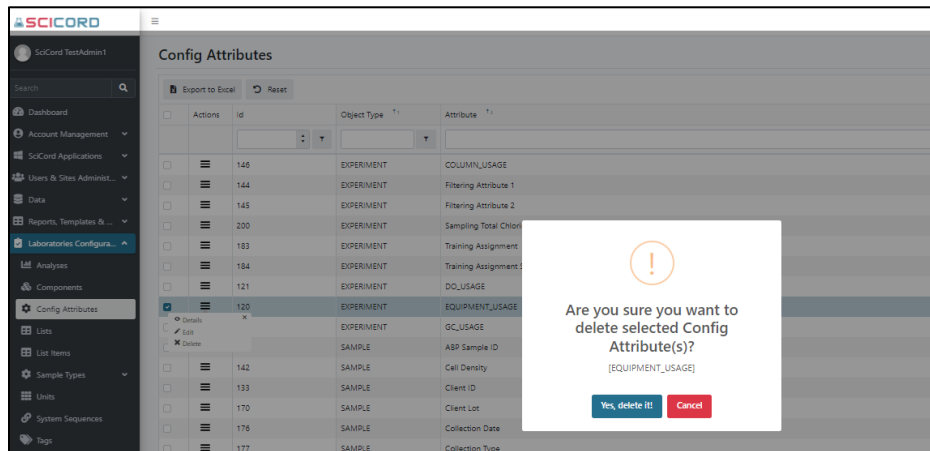 SCICORD
SciCord TestAdmin1
Config Attributes
Search
Export to Excel Reset
Dashboard
Actions Id Object Type Attribute
Account Management
SciCord Applications
146 EXPERIMENT COLUMN_USAGE
Users & Sites Administ...
144 EXPERIMENT Filtering Attribute 1
Data
145 EXPERIMENT Filtering Attribute 2
Reports, Templates & ...
200 EXPERIMENT Sampling Total Chlori
Laboratories Configura...
183 EXPERIMENT Training Assignment
Analyses
184 EXPERIMENT Training Assignment S
Components
121 EXPERIMENT DO_USAGE
Config Attributes
120 EXPERIMENT EQUIPMENT_USAGE
Details
Lists
Edit
EXPERIMENT GC_USAGE
Delete
List Items
SAMPLE ABP Sample ID
Sample Types
142 SAMPLE Cell Density
133 SAMPLE Client ID
Units
170 SAMPLE Client Lot
System Sequences
176 SAMPLE Collection Date
Tags
177 SAMPLE Collection Type
!
Are you sure you want to
delete selected Config
Attribute(s)?
[EQUIPMENT_USAGE]
Yes, delete it! Cancel